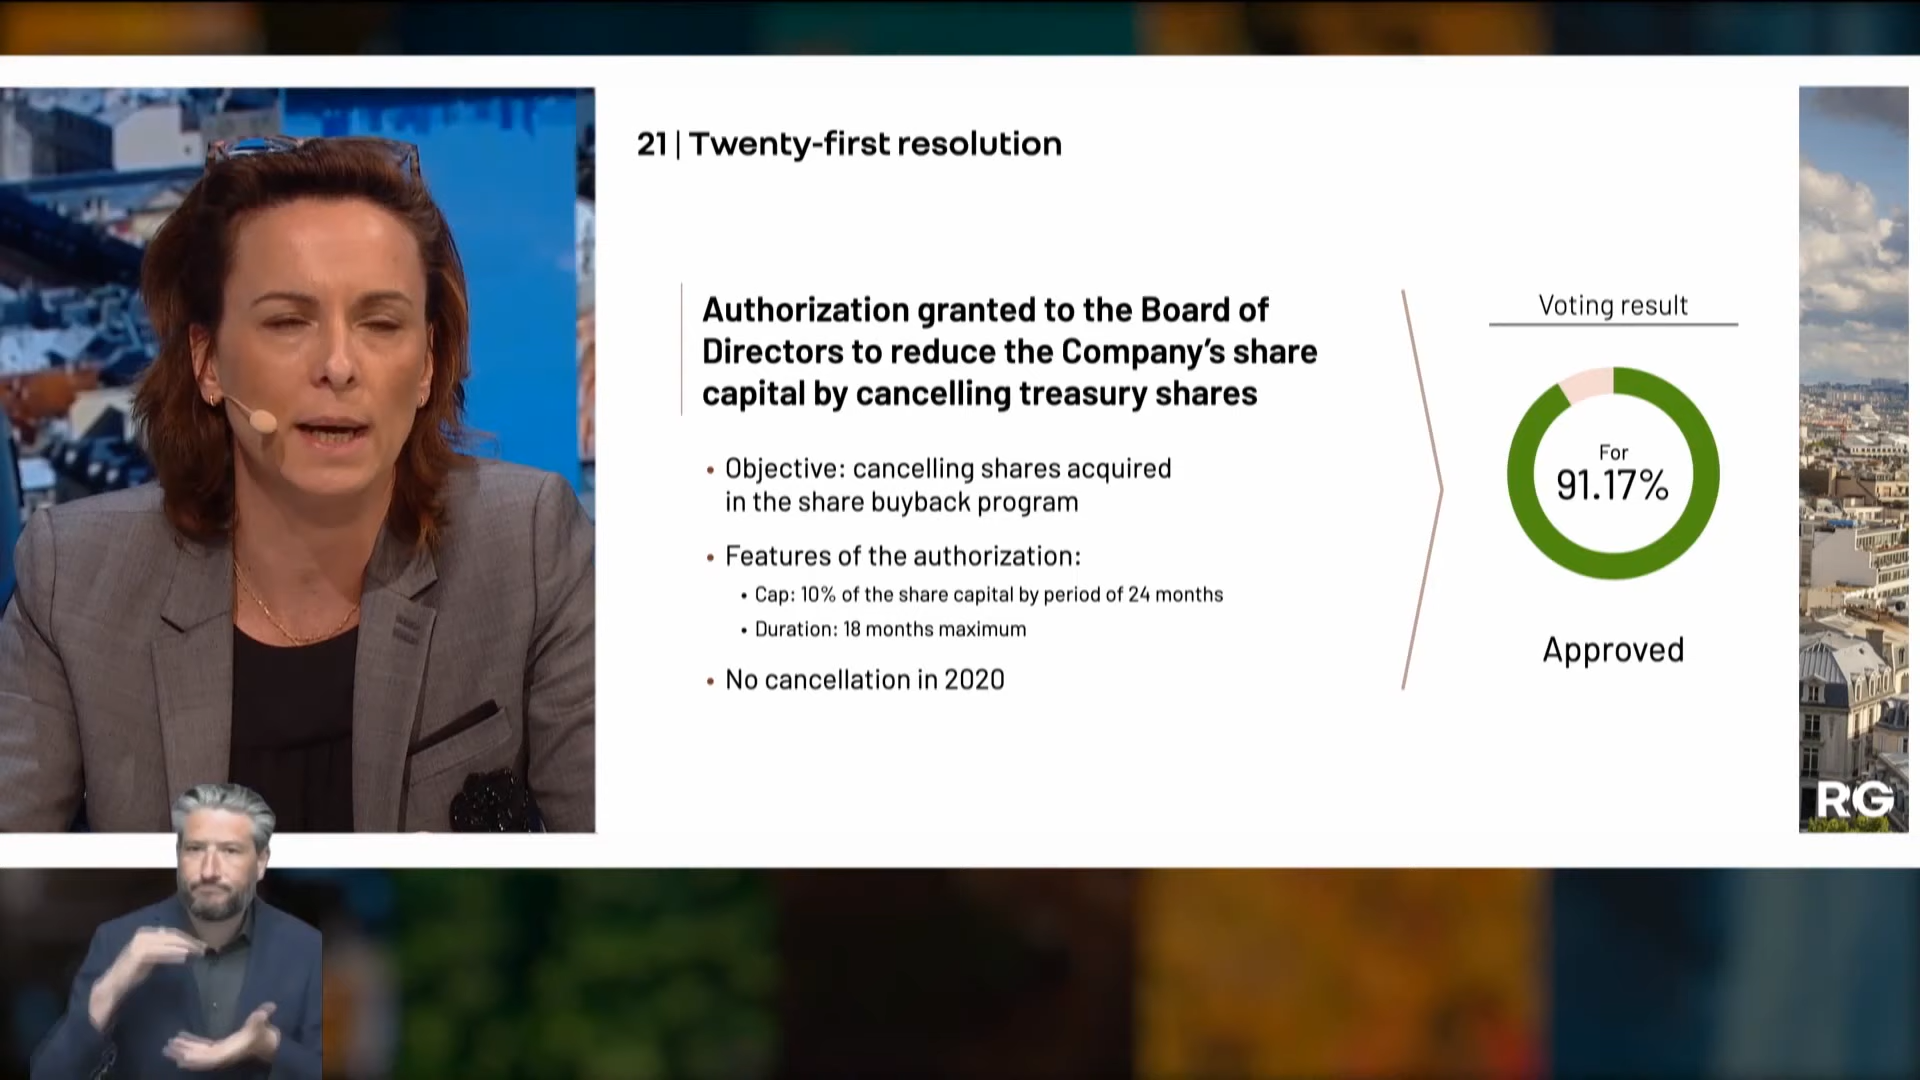 21 | Twenty-first resolution
Authorization granted to the Board of
Directors to reduce the Company’s share
capital by cancelling treasury shares
• Objective: cancelling shares acquired
in the share buyback program
• Features of the authorization:
• Cap: 10% of the share capital by period of 24 months
• Duration: 18 months maximum
• No cancellation in 2020
Voting result
For
91.17%
Approved
RG